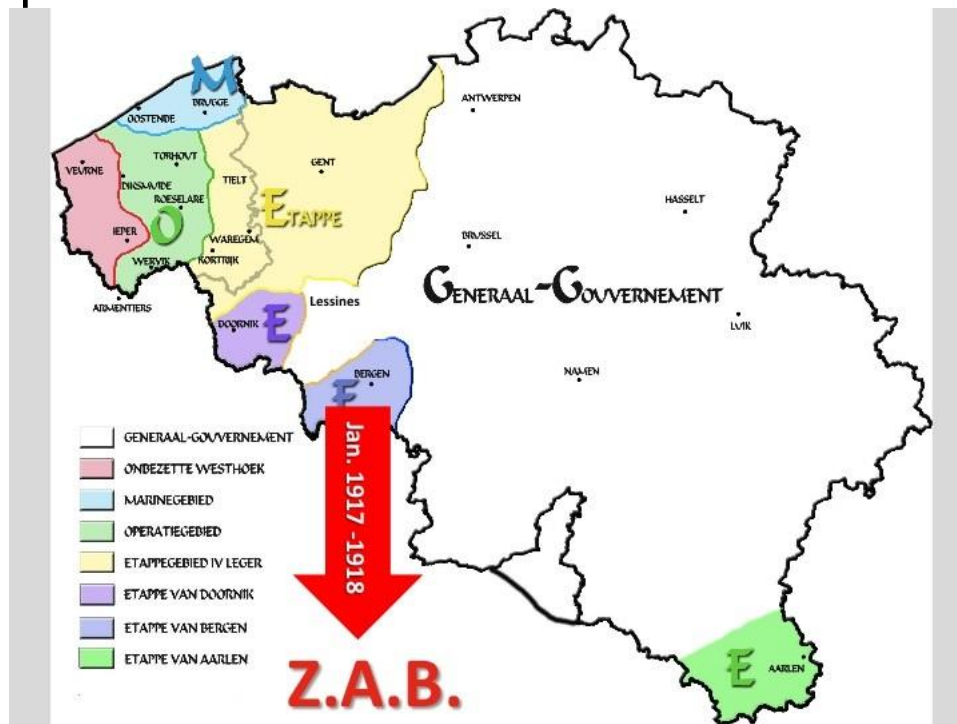 M
BRUGGE
OOSTENDE
ANTWERPEN
VEURNE
TORHOUT
DIKSMUIDE
ROESELARE
TIELT
GENT
HASSELT
O
ETAPPE
IEPER
WAREGEM
BRUSSEL
WERVIK
KORTRIJK
GENERAAL-GOUVERNEMENT
ARMENTIERS
Lessines
LUIK
DOORNIK
E
NAMEN
BERGEN
E
Jan. 1917 -1918
GENERAAL-GOUVERNEMENT
ONBEZETTE WESTHOEK
MARINEGEBIED
OPERATIEGEBIED
ETAPPEGEBIED IV LEGER
ETAPPE VAN DOORNIK
ETAPPE VAN BERGEN
ETAPPE VAN AARLEN
E
AARLEN
Z.A.B.